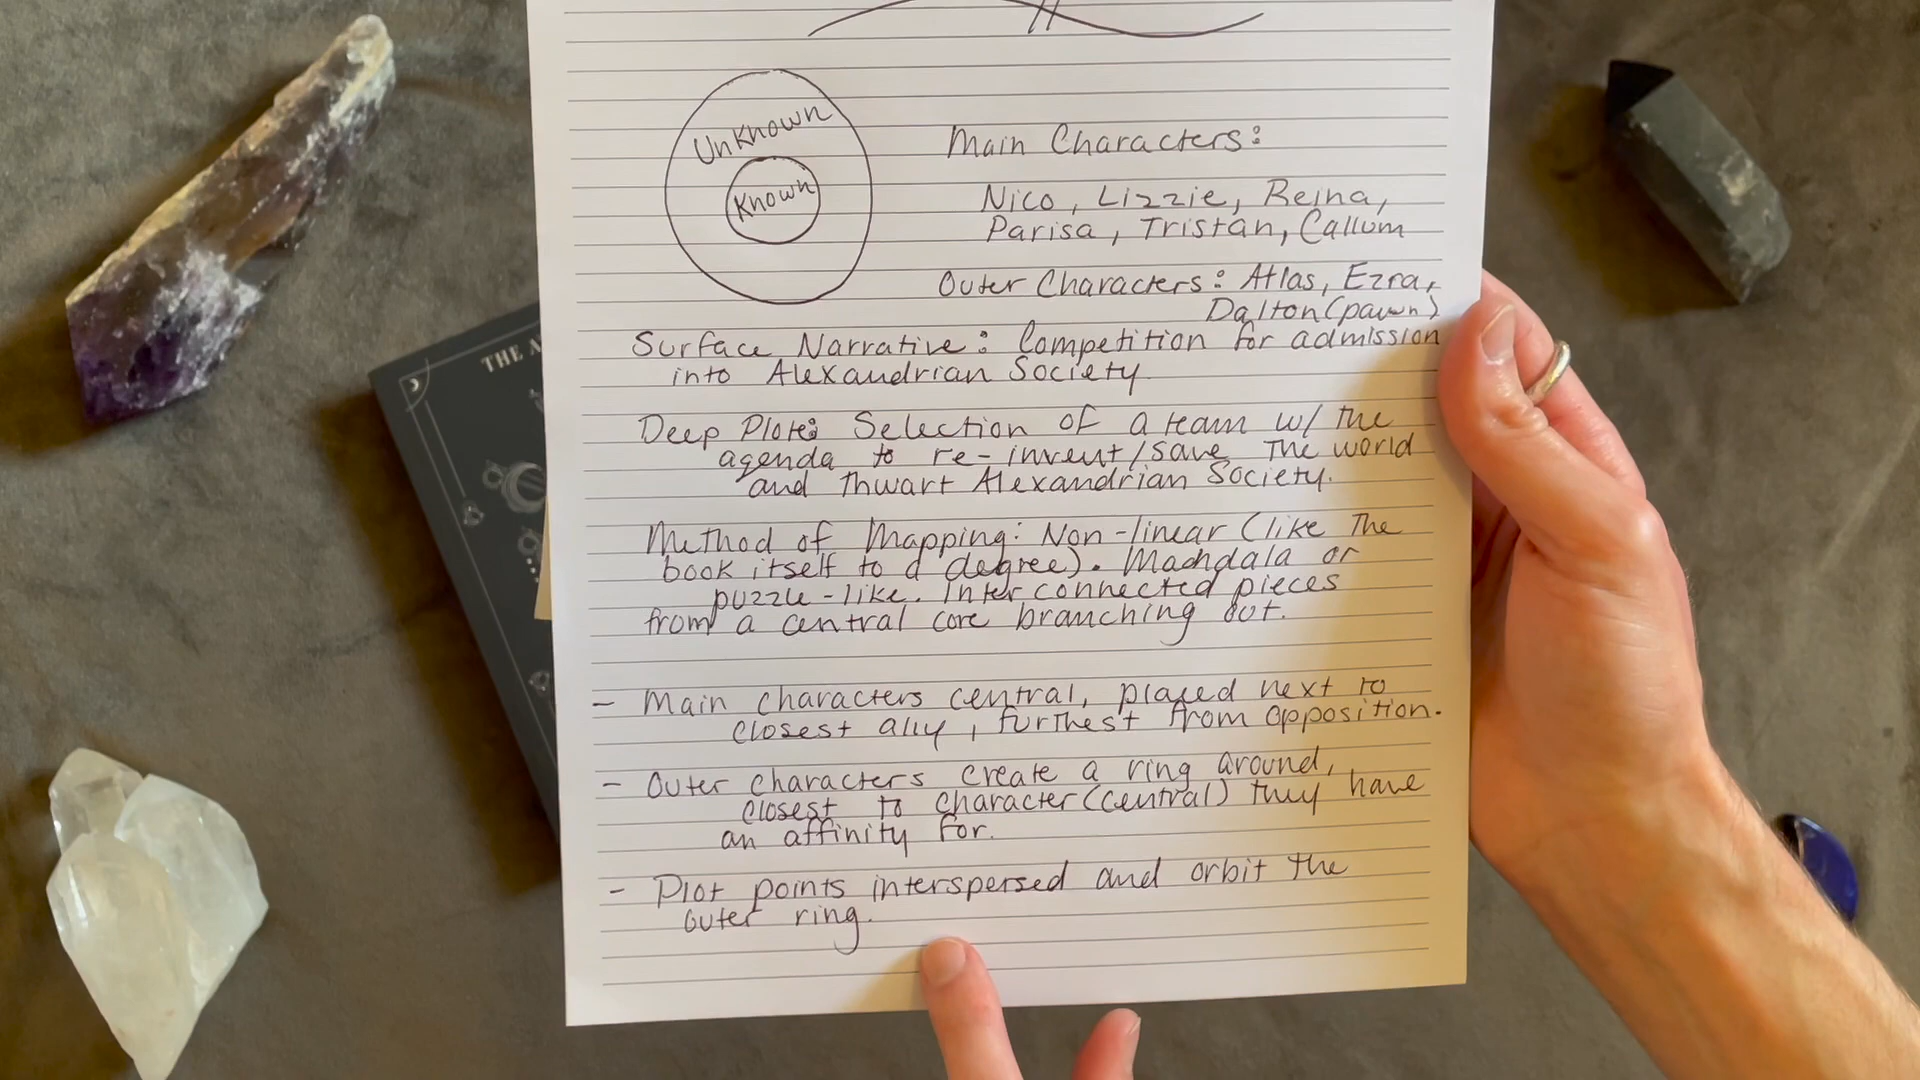 Unknown
Known
Main Characters:
Nico, Lizzie, Reina,
Parisa, Tristan, Callum
Outer Characters: Atlas, Ezra,
Dalton (pawn)
Surface Narrative: Competition for admission
into Alexandrian Society
Deep Plot: Selection of a team w/ the
agenda to re-invent/save the world
and thwart Alexandrian Society.
Method of Mapping: Non-linear (like the
book itself to a degree). Machdala or
puzzle-like. Interconnected pieces
from a central core branching out.
- Main characters central, placed next to
closest ally, furthest from opposition.
- Outer characters create a ring around,
closest to character (central) they have
an affinity for.
- Plot points interspersed and orbit the
outer ring.
THE A